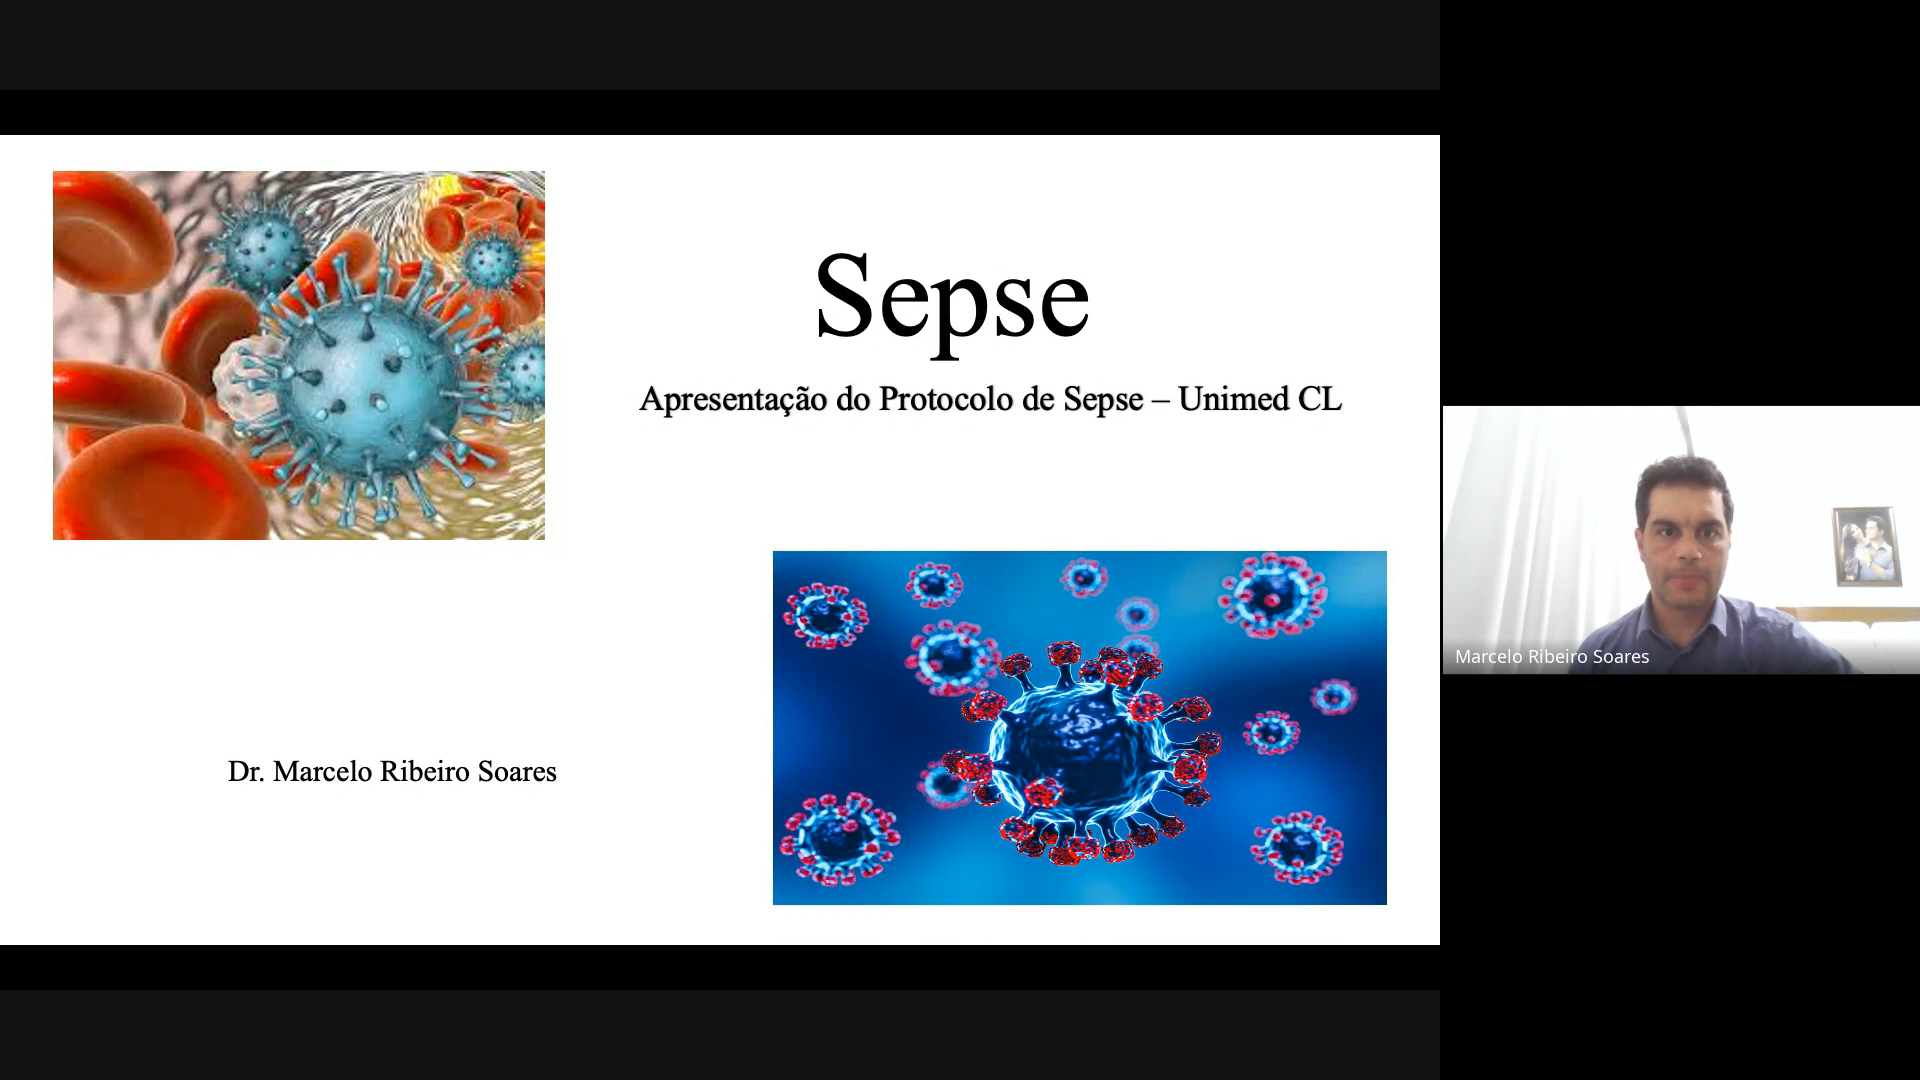 Sepse
Apresentação do Protocolo de Sepse – Unimed CL
Dr. Marcelo Ribeiro Soares
Marcelo Ribeiro Soares